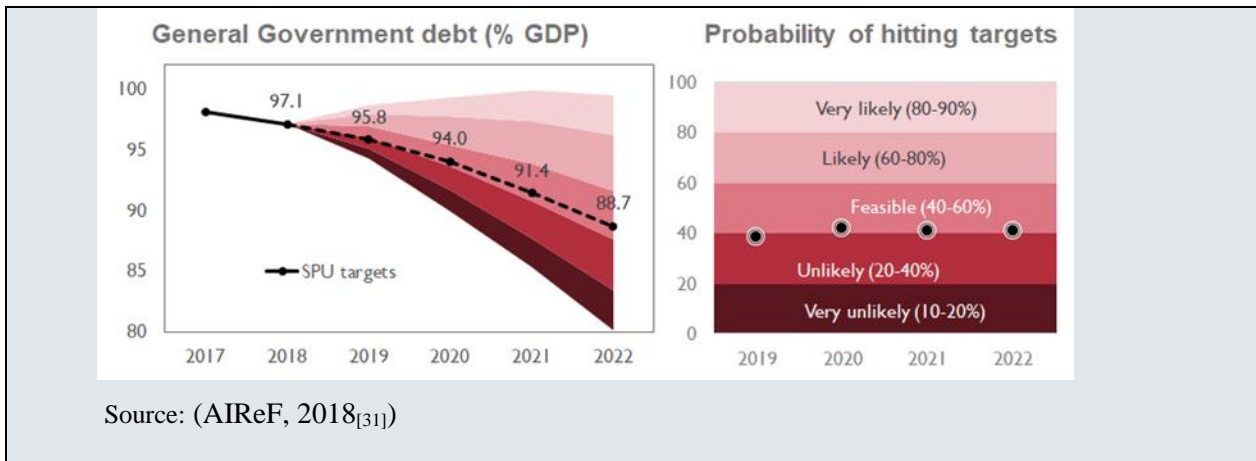 General Government debt (% GDP)
100
95
90
85
80
97.1
95.8
94.0
91.4
88.7
SPU targets
2017 2018 2019 2020 2021 2022
Probability of hitting targets
100
80
60
40
20
0
Very likely (80-90%)
Likely (60-80%)
Feasible (40-60%)
Unlikely (20-40%)
Very unlikely (10-20%)
2019 2020 2021 2022
Source: (AIReF, 2018[31])